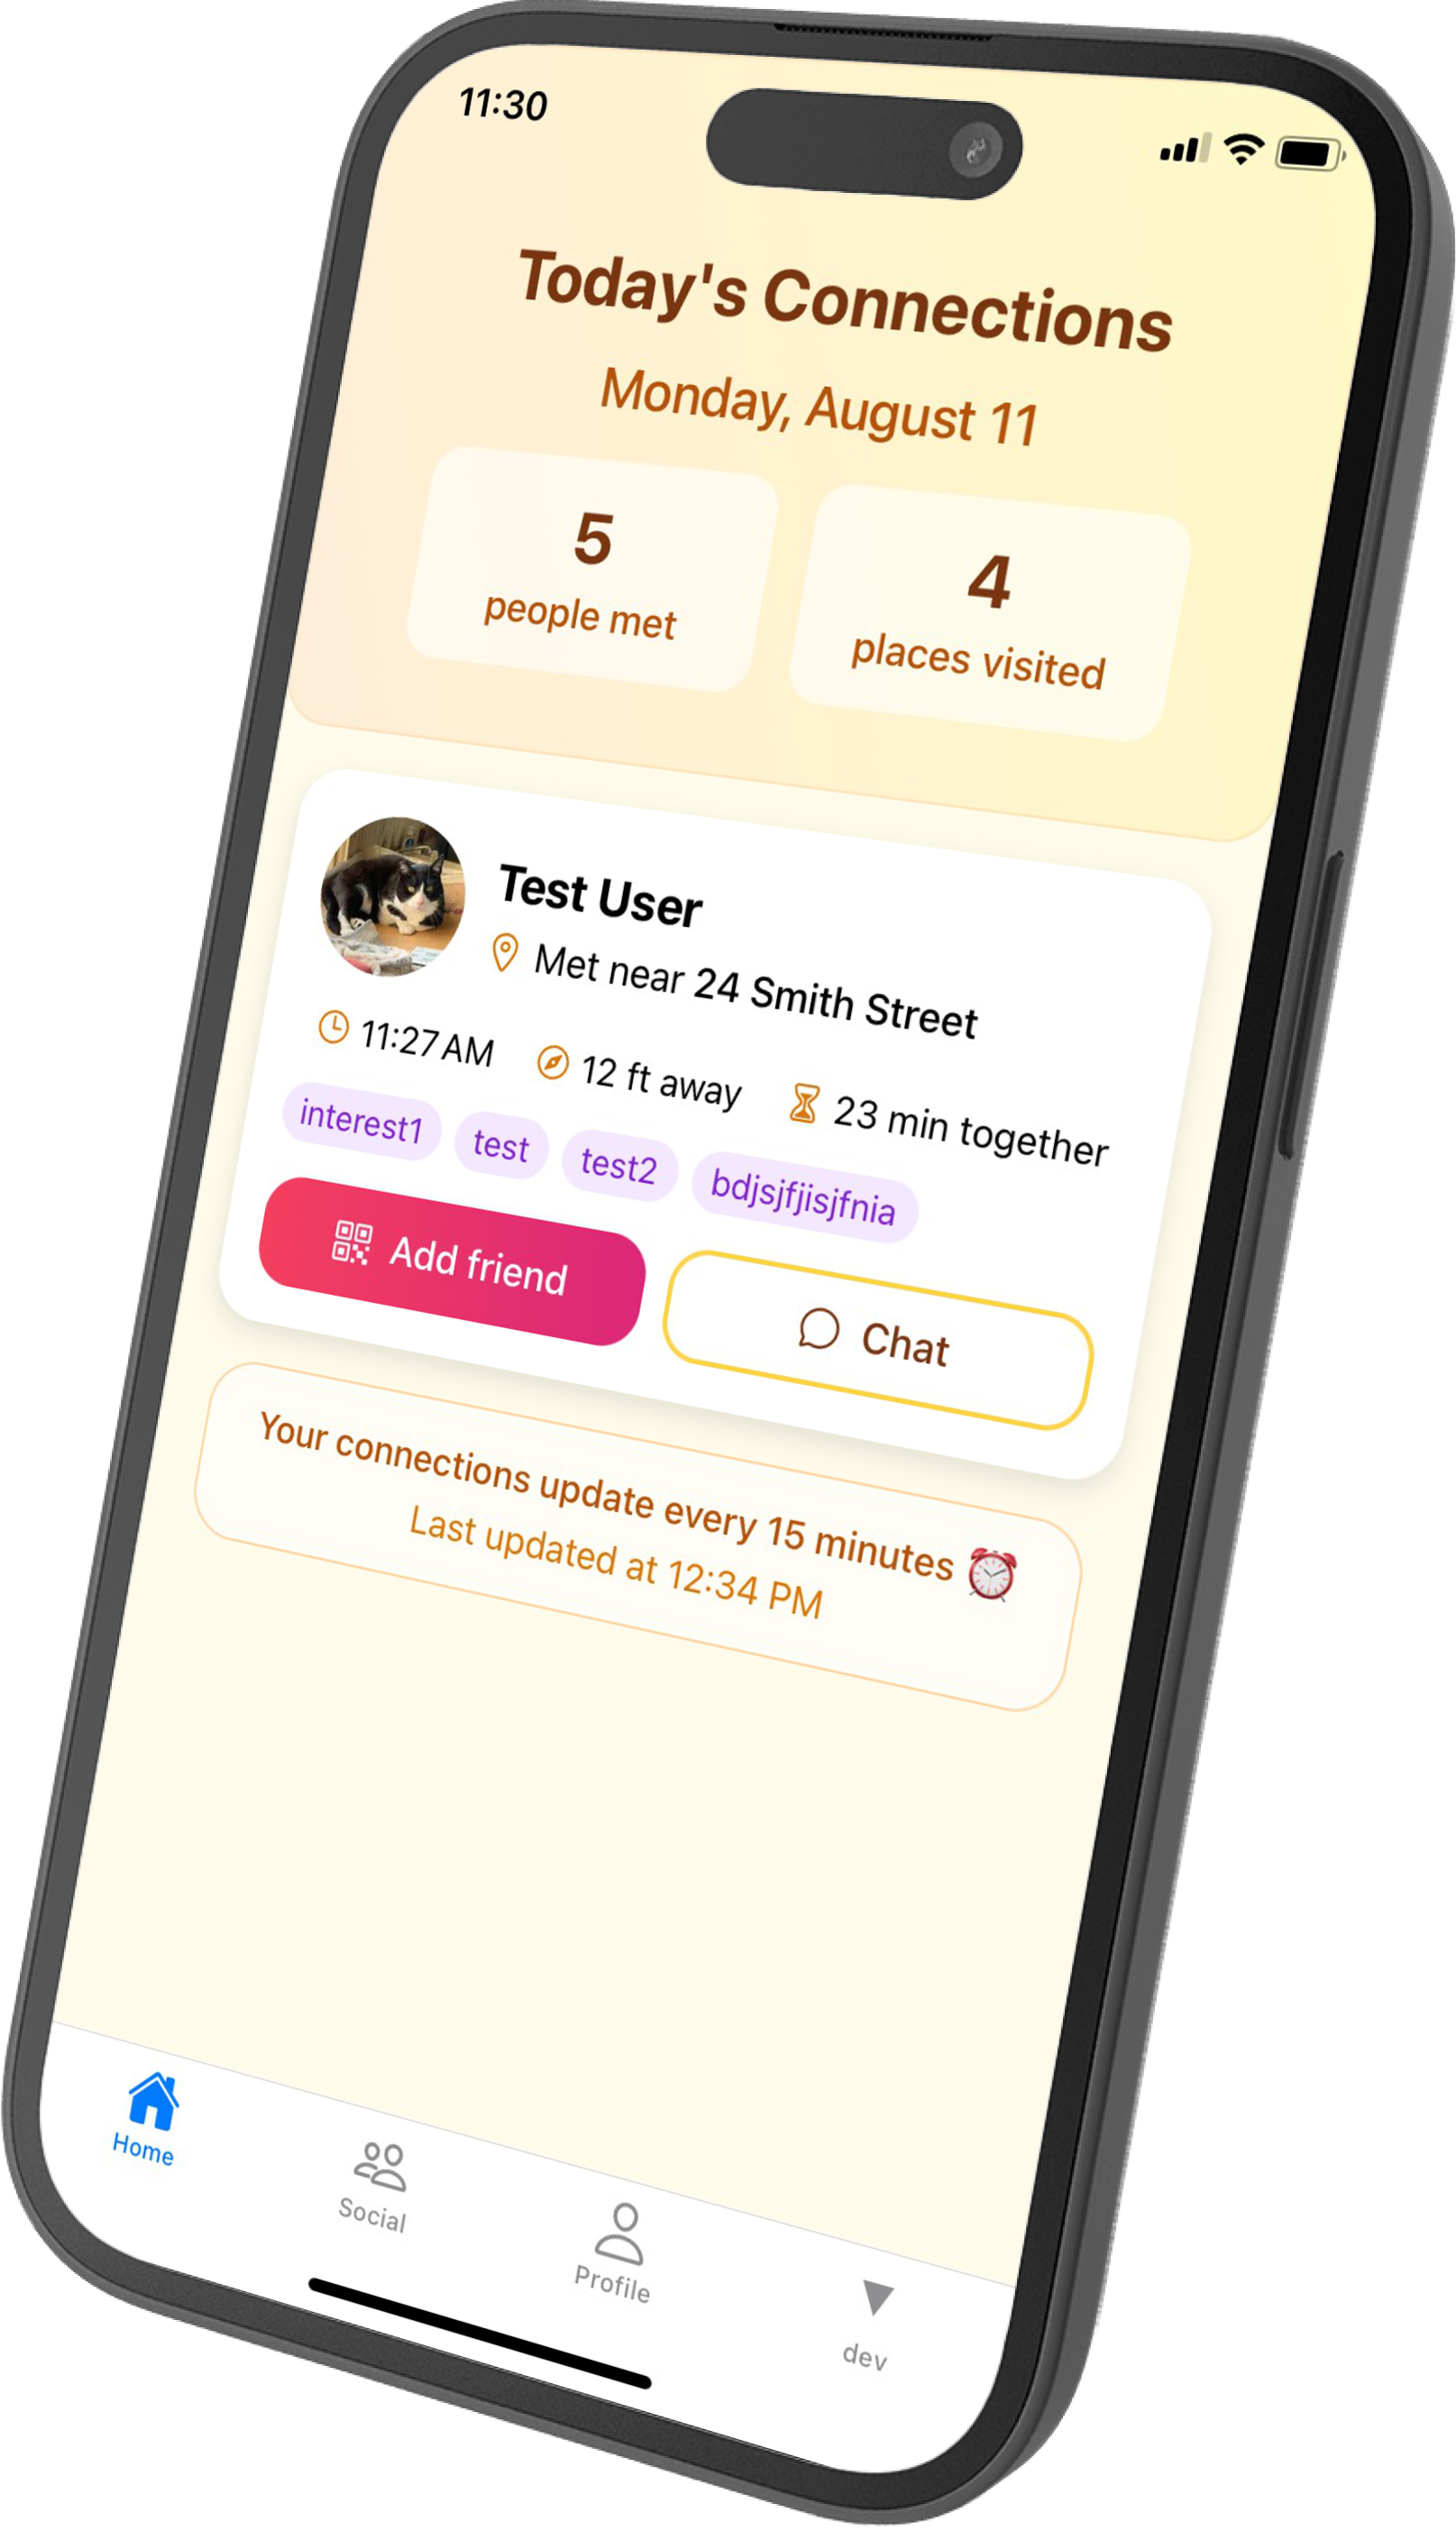 11:30
Today's Connections
Monday, August 11
5
people met
4
places visited
Test User
Met near 24 Smith Street
11:27 AM
12 ft away
23 min together
interest1
test
test2
bdjsjfjisjfnia
Add friend
Chat
Your connections update every 15 minutes ⏰
Last updated at 12:34 PM
Home
Social
Profile
dev